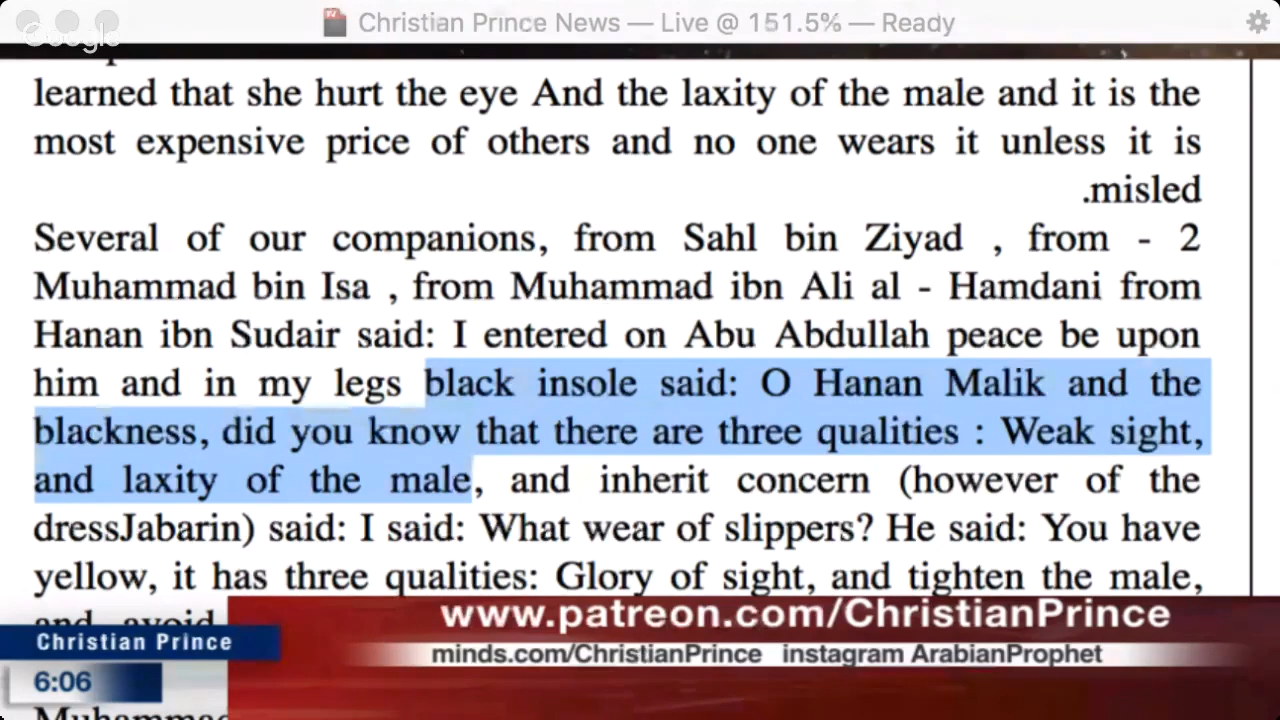 Christian Prince News — Live @ 151.5% — Ready
Google
learned that she hurt the eye And the laxity of the male and it is the
most expensive price of others and no one wears it unless it is
.misled
Several of our companions, from Sahl bin Ziyad , from - 2
Muhammad bin Isa , from Muhammad ibn Ali al - Hamdani from
Hanan ibn Sudair said: I entered on Abu Abdullah peace be upon
him and in my legs black insole said: O Hanan Malik and the
blackness, did you know that there are three qualities : Weak sight,
and laxity of the male, and inherit concern (however of the
dressJabarin) said: I said: What wear of slippers? He said: You have
yellow, it has three qualities: Glory of sight, and tighten the male,
and avoid
www.patreon.com/ChristianPrince
Christian Prince
minds.com/ChristianPrince instagram ArabianProphet
6:06